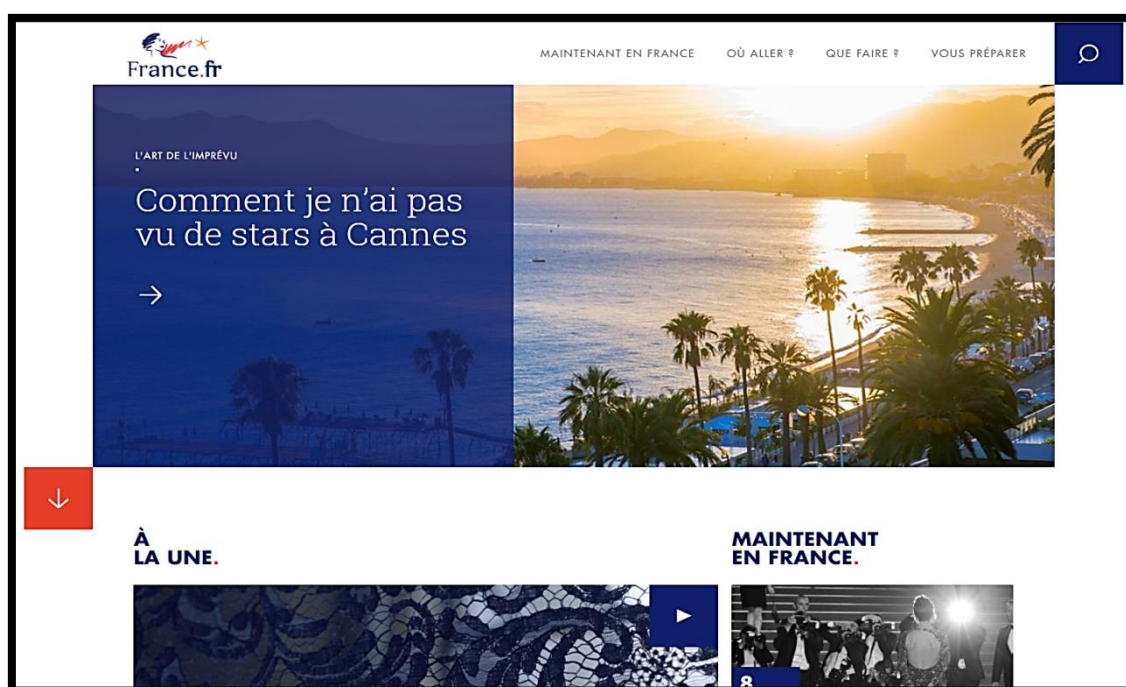 France.fr
MAINTENANT EN FRANCE
OÙ ALLER ?
QUE FAIRE ?
VOUS PRÉPARER
L'ART DE L'IMPRÉVU
Comment je n'ai pas
vu de stars à Cannes
À
LA UNE.
MAINTENANT
EN FRANCE.
8